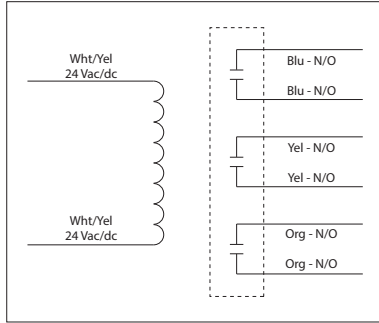 Wht/Yel
24 Vac/dc
Wht/Yel
24 Vac/dc
Blu - N/O
Blu - N/O
Yel - N/O
Yel - N/O
Org - N/O
Org - N/O